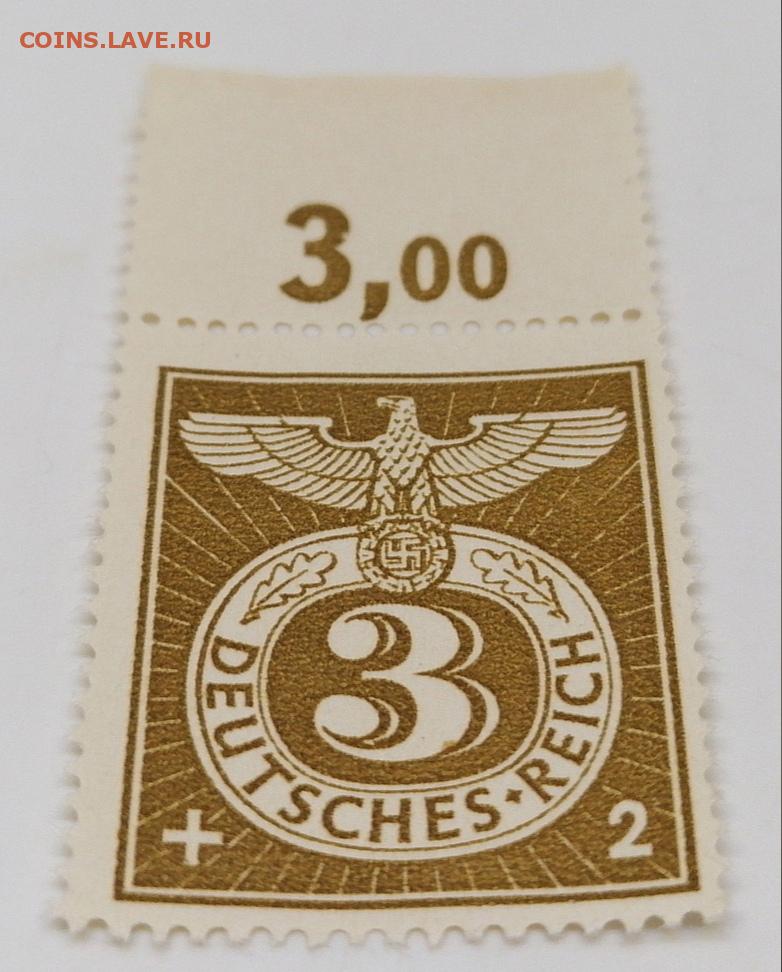 COINS.LAVE.RU
3,00
3
DEUTSCHES REICH
+ 2